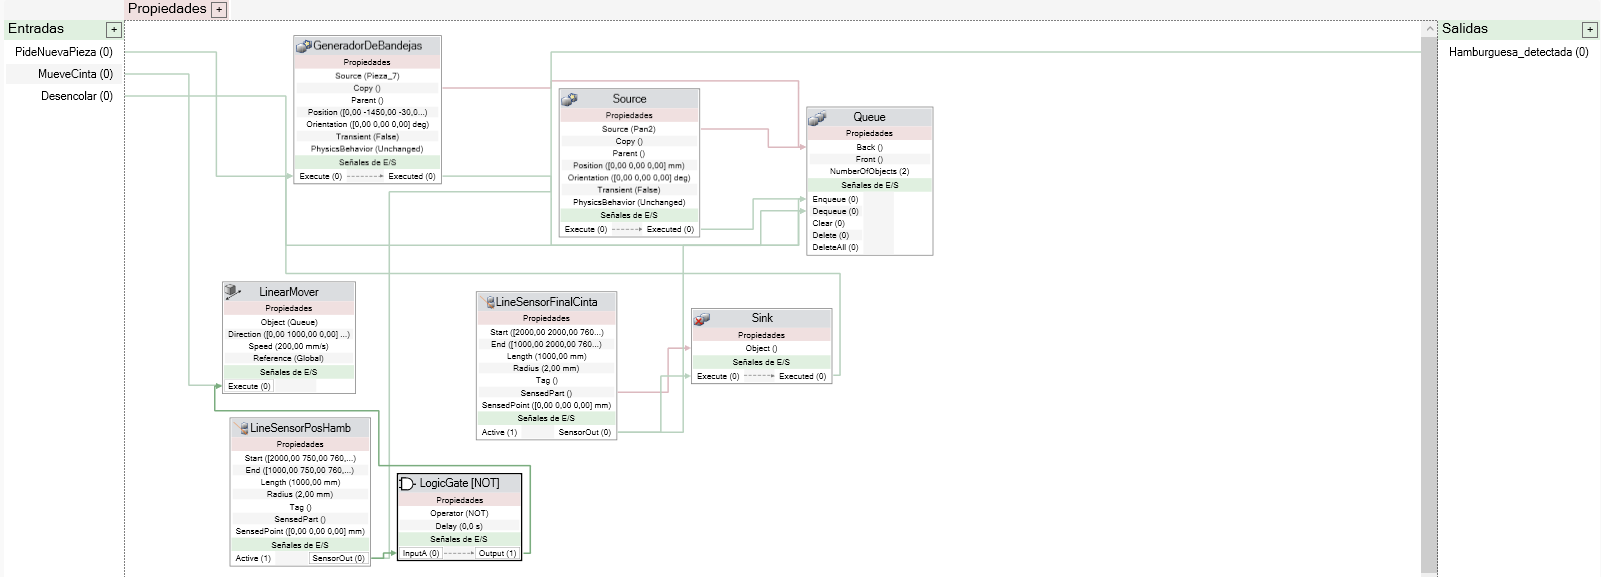 Propiedades +
Entradas +
PideNuevaPieza (0)
MueveCinta (0)
Desencolar (0)
GeneradorDeBandejas
Propiedades
Source (Pieza_7)
Copy ()
Parent ()
Position ([0,00 -1450,00 -30,0...)
Orientation ([0,00 0,00 0,00] deg)
Transient (False)
PhysicsBehavior (Unchanged)
Señales de E/S
Execute (0) Executed (0)
Source
Propiedades
Source (Pan2)
Copy ()
Parent ()
Position ([0,00 0,00 0,00] mm)
Orientation ([0,00 0,00 0,00] deg)
Transient (False)
PhysicsBehavior (Unchanged)
Señales de E/S
Execute (0) Executed (0)
Queue
Propiedades
Back ()
Front ()
NumberOfObjects (2)
Señales de E/S
Enqueue (0)
Dequeue (0)
Clear (0)
Delete (0)
DeleteAll (0)
Salidas +
Hamburguesa_detectada (0)
LinearMover
Propiedades
Object (Queue)
Direction ([0,00 1000,00 0,00] ...)
Speed (200,00 mm/s)
Reference (Global)
Señales de E/S
Execute (0)
LineSensorFinalCinta
Propiedades
Start ([2000,00 2000,00 760...)
End ([1000,00 2000,00 760...)
Length (1000,00 mm)
Radius (2,00 mm)
Tag ()
SensedPart ()
SensedPoint ([0,00 0,00 0,00] mm)
Señales de E/S
Active (1) SensorOut (0)
Sink
Propiedades
Object ()
Señales de E/S
Execute (0) Executed (0)
LineSensorPosHamb
Propiedades
Start ([2000,00 750,00 760,...)
End ([1000,00 750,00 760,...)
Length (1000,00 mm)
Radius (2,00 mm)
Tag ()
SensedPart ()
SensedPoint ([0,00 0,00 0,00] mm)
Señales de E/S
Active (1) SensorOut (0)
LogicGate [NOT]
Propiedades
Operator (NOT)
Delay (0,0 s)
Señales de E/S
InputA (0) Output (1)